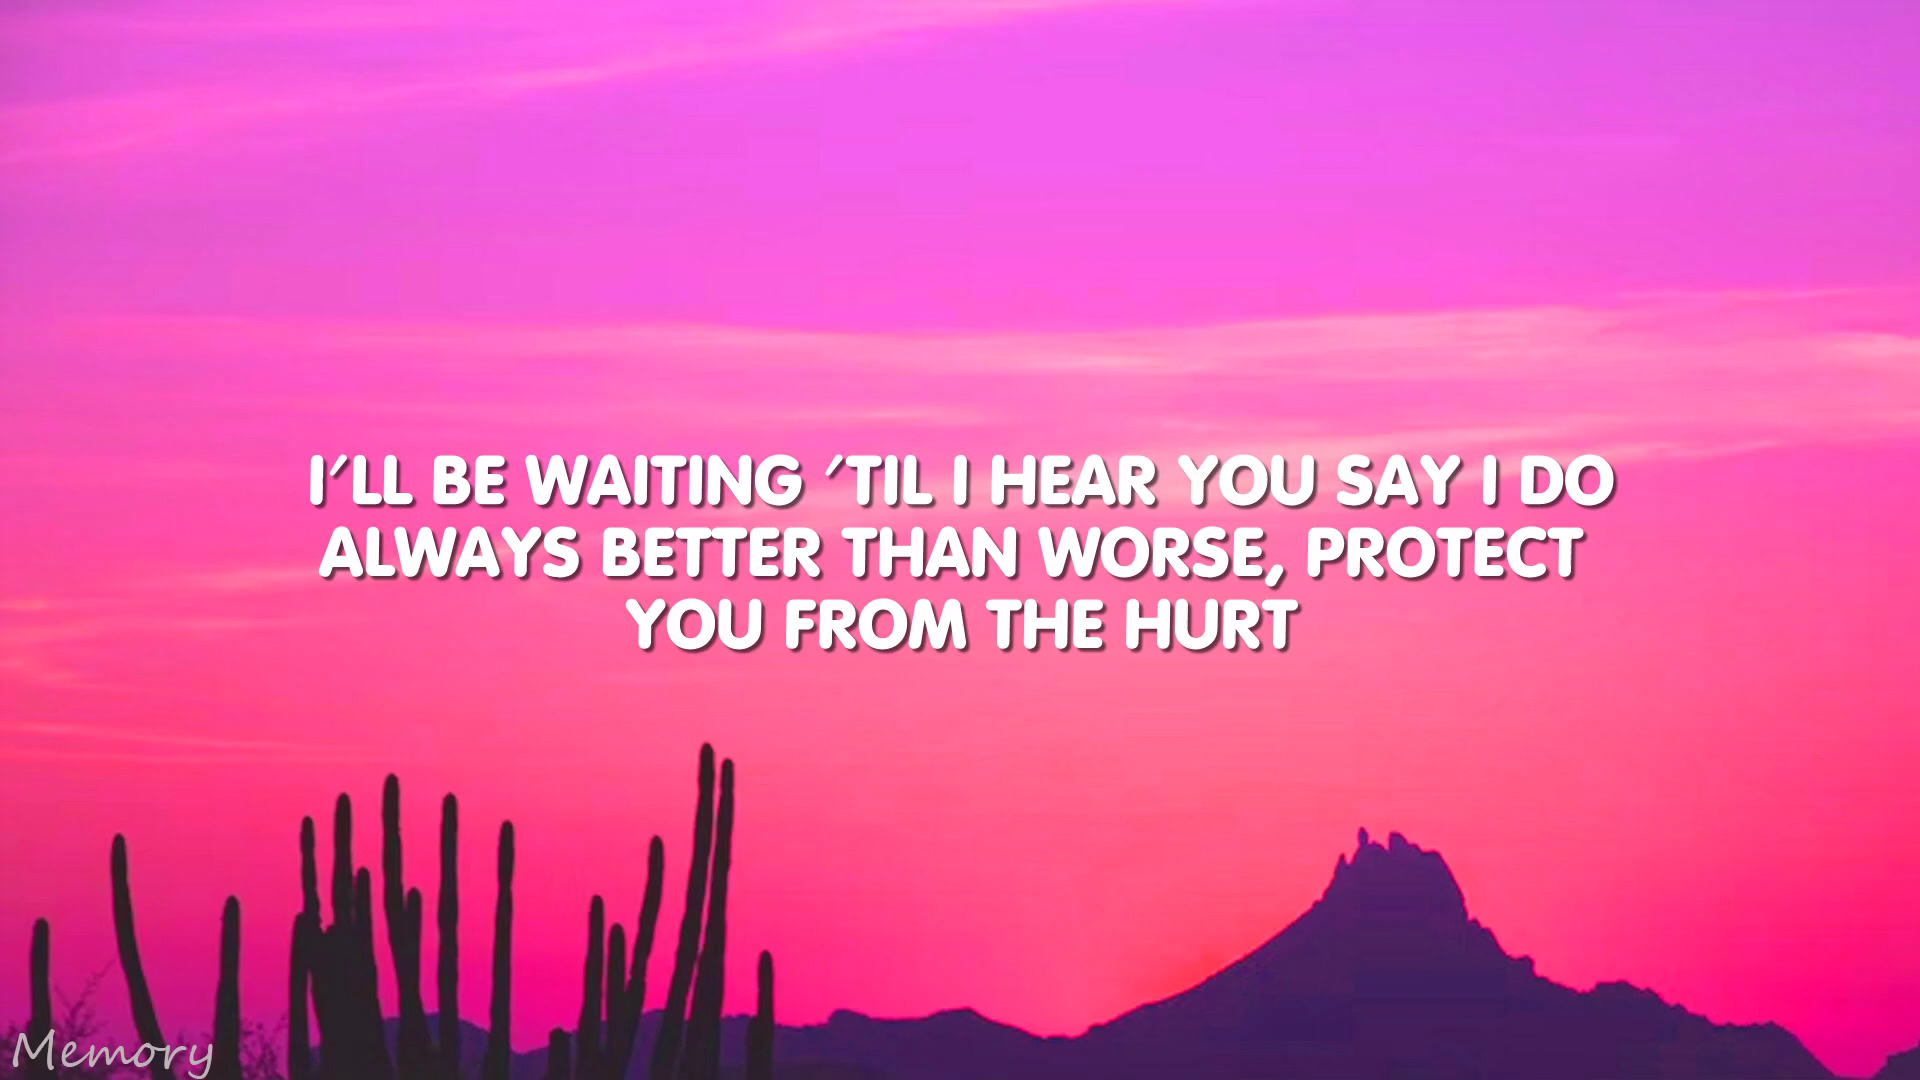 I'LL BE WAITING 'TIL I HEAR YOU SAY I DO
ALWAYS BETTER THAN WORSE, PROTECT
YOU FROM THE HURT
Memory